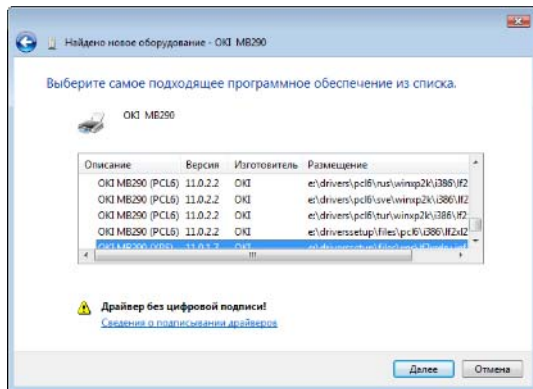 Найдено новое оборудование - OKI MB290
Выберите самое подходящее программное обеспечение из списка.
OKI MB290
Описание Версия Изготовитель Размещение
OKI MB290 (PCL6) 11.0.2.2 OKI e:\drivers\pcl6\rus\winxp2k\i386\lf2
OKI MB290 (PCL6) 11.0.2.2 OKI e:\drivers\pcl6\sve\winxp2k\i386\lf2
OKI MB290 (PCL6) 11.0.2.2 OKI e:\drivers\pcl6\tur\winxp2k\i386\lf2
OKI MB290 (PCL6) 11.0.2.2 OKI e:\driverssetup\files\pcl6\i386\lf2xl2
OKI MB290 (XPS) OKI
Драйвер без цифровой подписи!
Сведения о подписывании драйверов
Далее Отмена